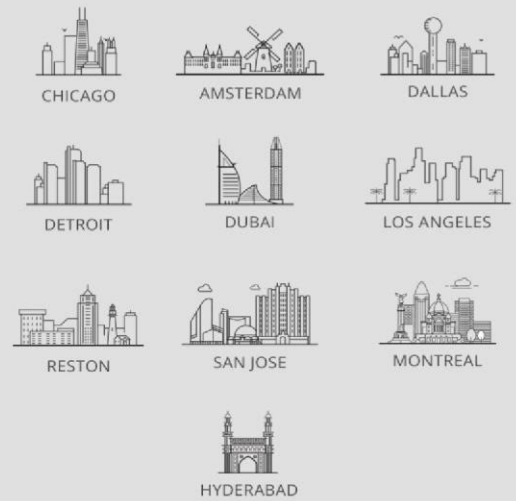 CHICAGO
AMSTERDAM
DALLAS
DETROIT
DUBAI
LOS ANGELES
RESTON
SAN JOSE
MONTREAL
HYDERABAD